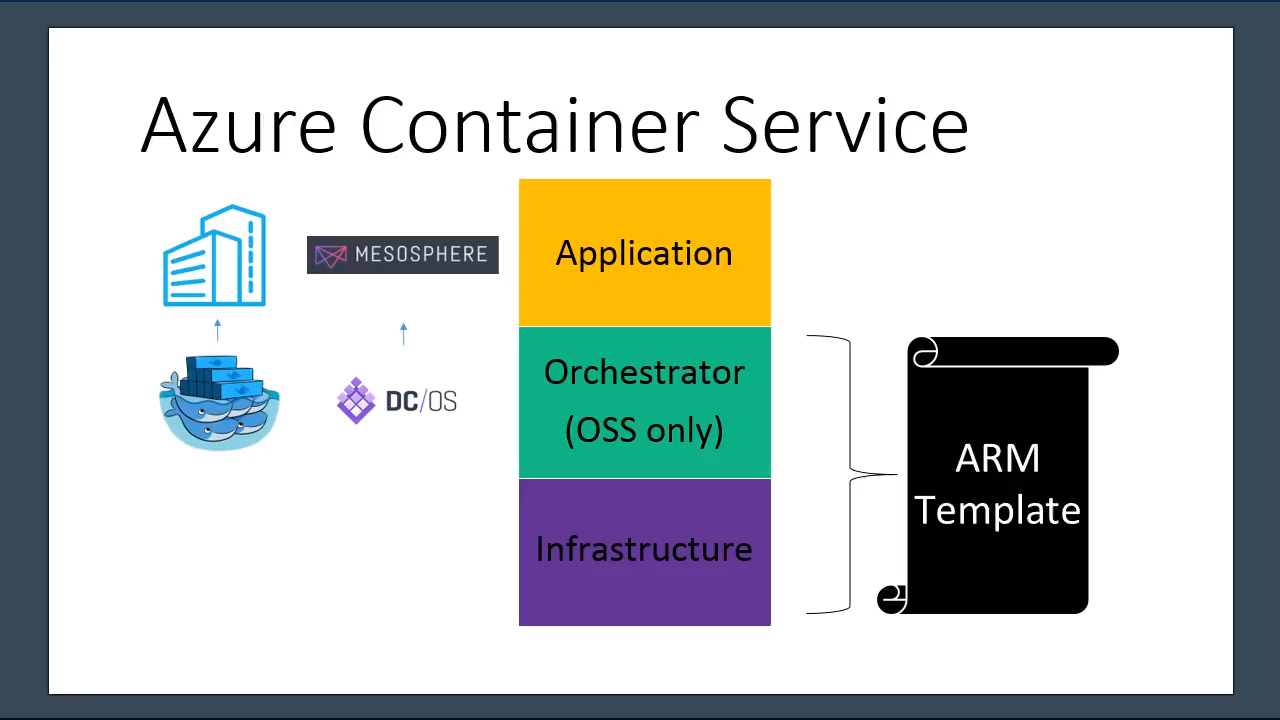 Azure Container Service
MESOSPHERE
Application
DC/OS
Orchestrator
(OSS only)
Infrastructure
ARM
Template